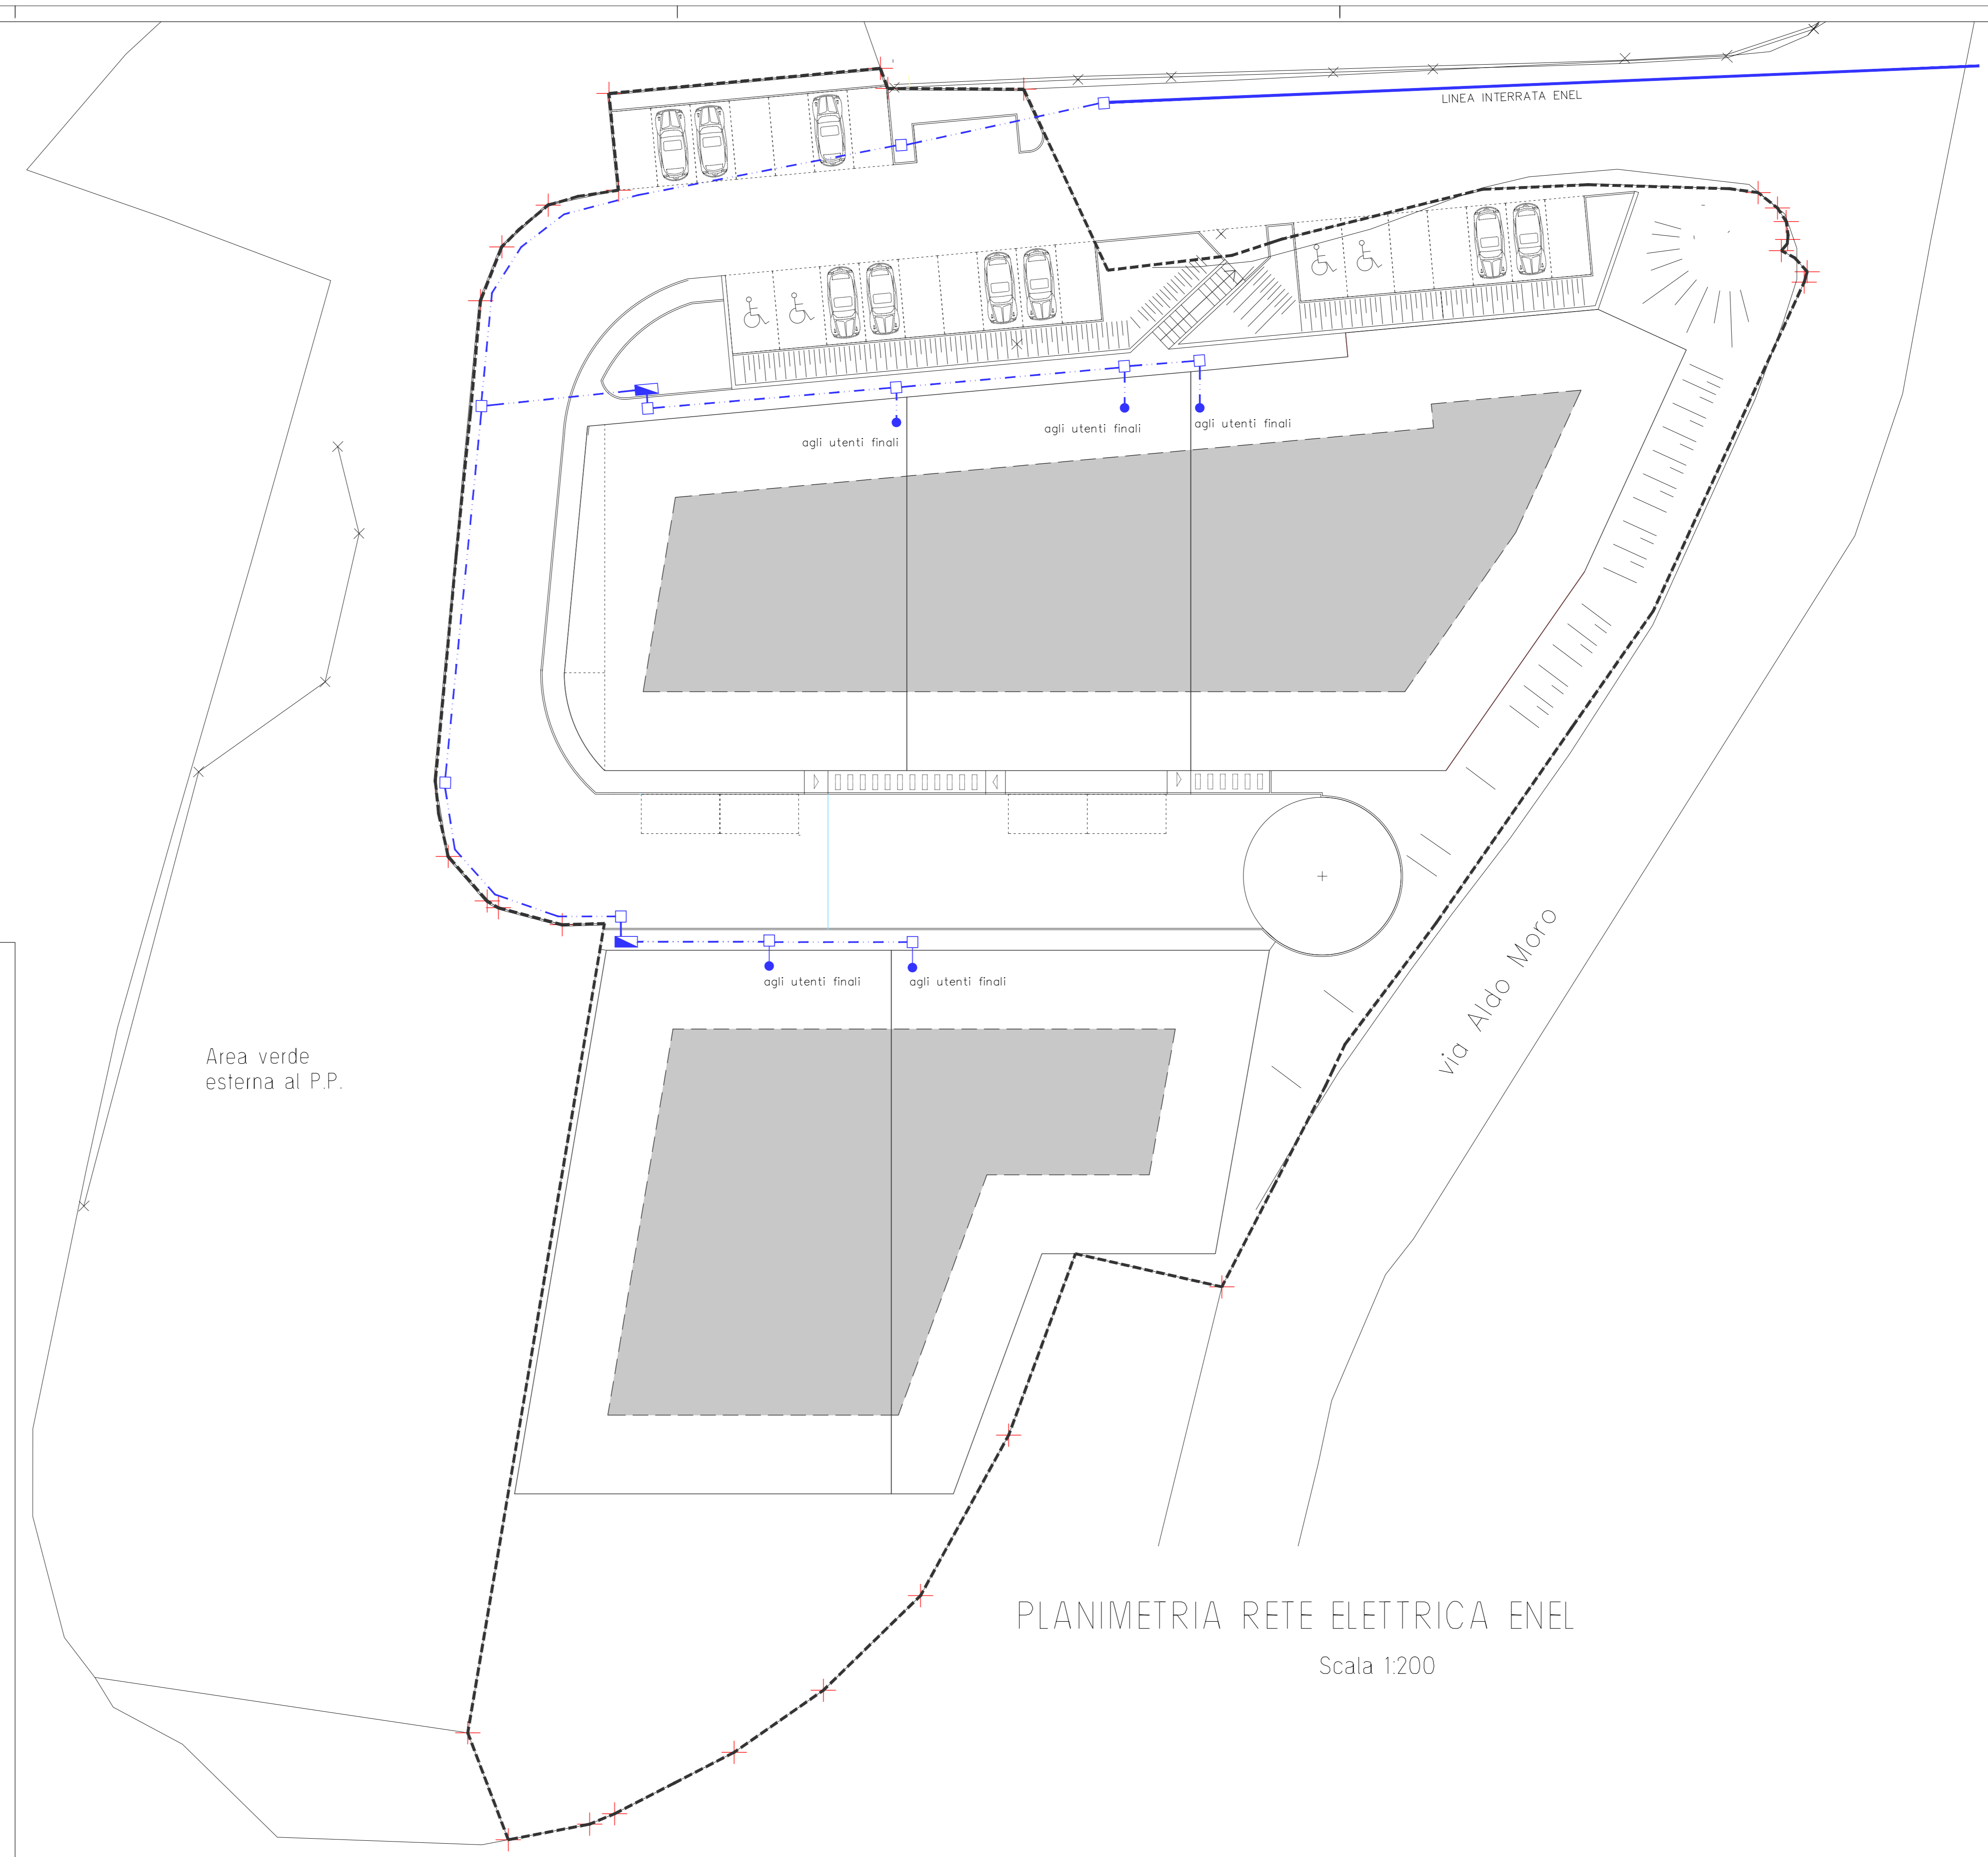 LINEA INTERRATA ENEL
agli utenti finali
agli utenti finali
agli utenti finali
via Aldo Moro
agli utenti finali
agli utenti finali
Area verde
esterna al P.P.
PLANIMETRIA RETE ELETTRICA ENEL
Scala 1:200